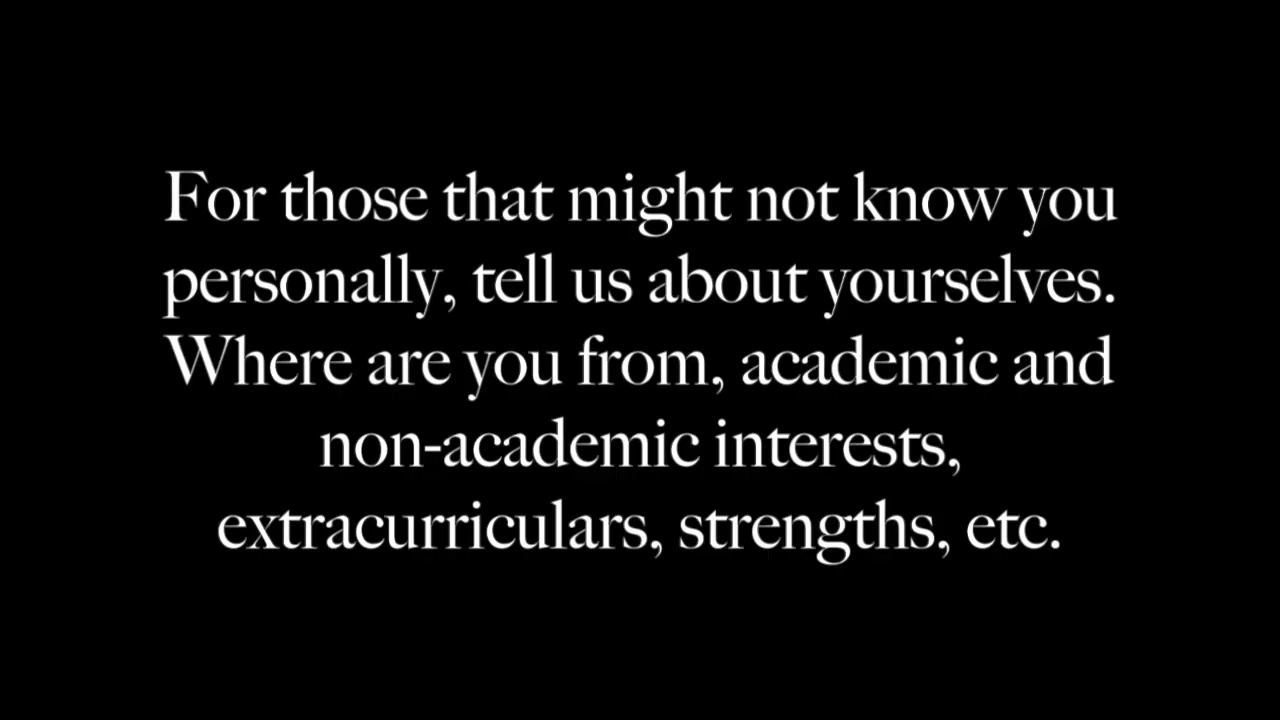 For those that might not know you
personally, tell us about yourselves.
Where are you from, academic and
non-academic interests,
extracurriculars, strengths, etc.